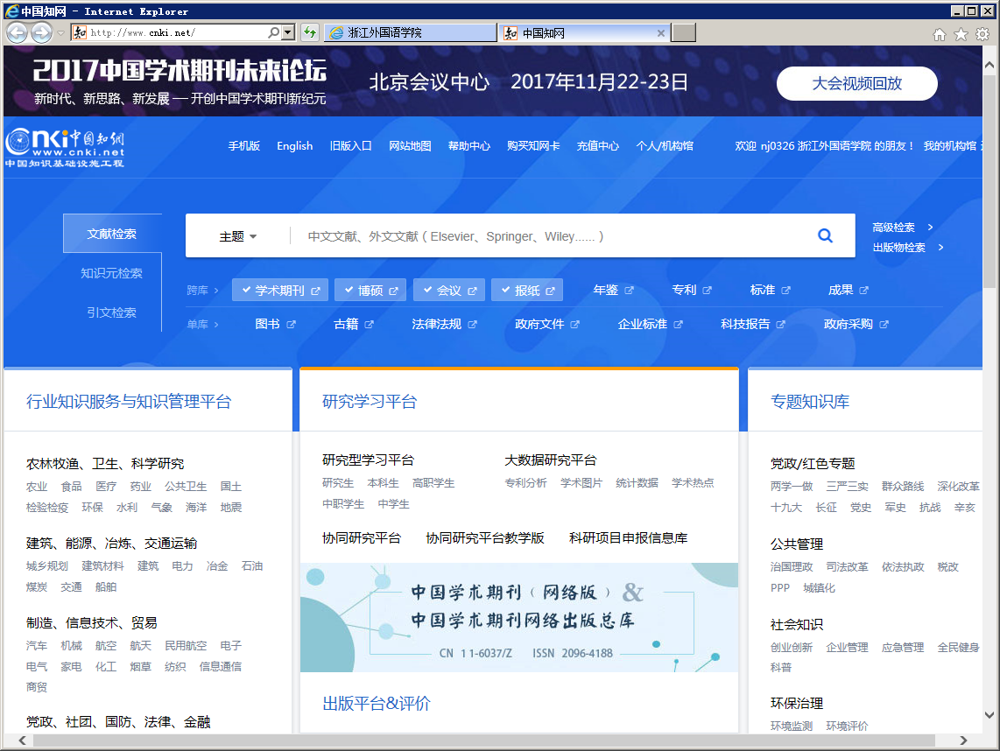 中国知网 - Internet Explorer
http://www.cnki.net/
浙江外国语学院
中国知网
2017中国学术期刊未来论坛
新时代、新思路、新发展 — 开创中国学术期刊新纪元
北京会议中心 2017年11月22-23日
大会视频回放
cnki中国知网
www.cnki.net
中国知识基础设施工程
手机版 English 旧版入口 网站地图 帮助中心 购买知网卡 充值中心 个人/机构馆 欢迎 nj0326 浙江外国语学院 的朋友！ 我的机构馆
文献检索
知识元检索
引文检索
主题 中文文献、外文文献（Elsevier、Springer、Wiley......）
高级检索 >
出版物检索 >
跨库 > 学术期刊 博硕 会议 报纸 年鉴 专利 标准 成果
单库 > 图书 古籍 法律法规 政府文件 企业标准 科技报告 政府采购
行业知识服务与知识管理平台
农林牧渔、卫生、科学研究
农业 食品 医疗 药业 公共卫生 国土
检验检疫 环保 水利 气象 海洋 地震
建筑、能源、冶炼、交通运输
城乡规划 建筑材料 建筑 电力 冶金 石油
煤炭 交通 船舶
制造、信息技术、贸易
汽车 机械 航空 航天 民用航空 电子
电气 家电 化工 烟草 纺织 信息通信
商贸
党政、社团、国防、法律、金融
研究学习平台
研究型学习平台
研究生 本科生 高职学生
中职学生 中学生
大数据研究平台
专利分析 学术图片 统计数据 学术热点
协同研究平台 协同研究平台教学版 科研项目申报信息库
中国学术期刊（网络版）&
中国学术期刊网络出版总库
CN 11-6037/Z ISSN 2096-4188
出版平台&评价
专题知识库
党政/红色专题
两学一做 三严三实 群众路线 深化改革
十九大 长征 党史 军史 抗战 辛亥
公共管理
治国理政 司法改革 依法执政 税改
PPP 城镇化
社会知识
创业创新 企业管理 应急管理 全民健身
科普
环保治理
环境监测 环境评价